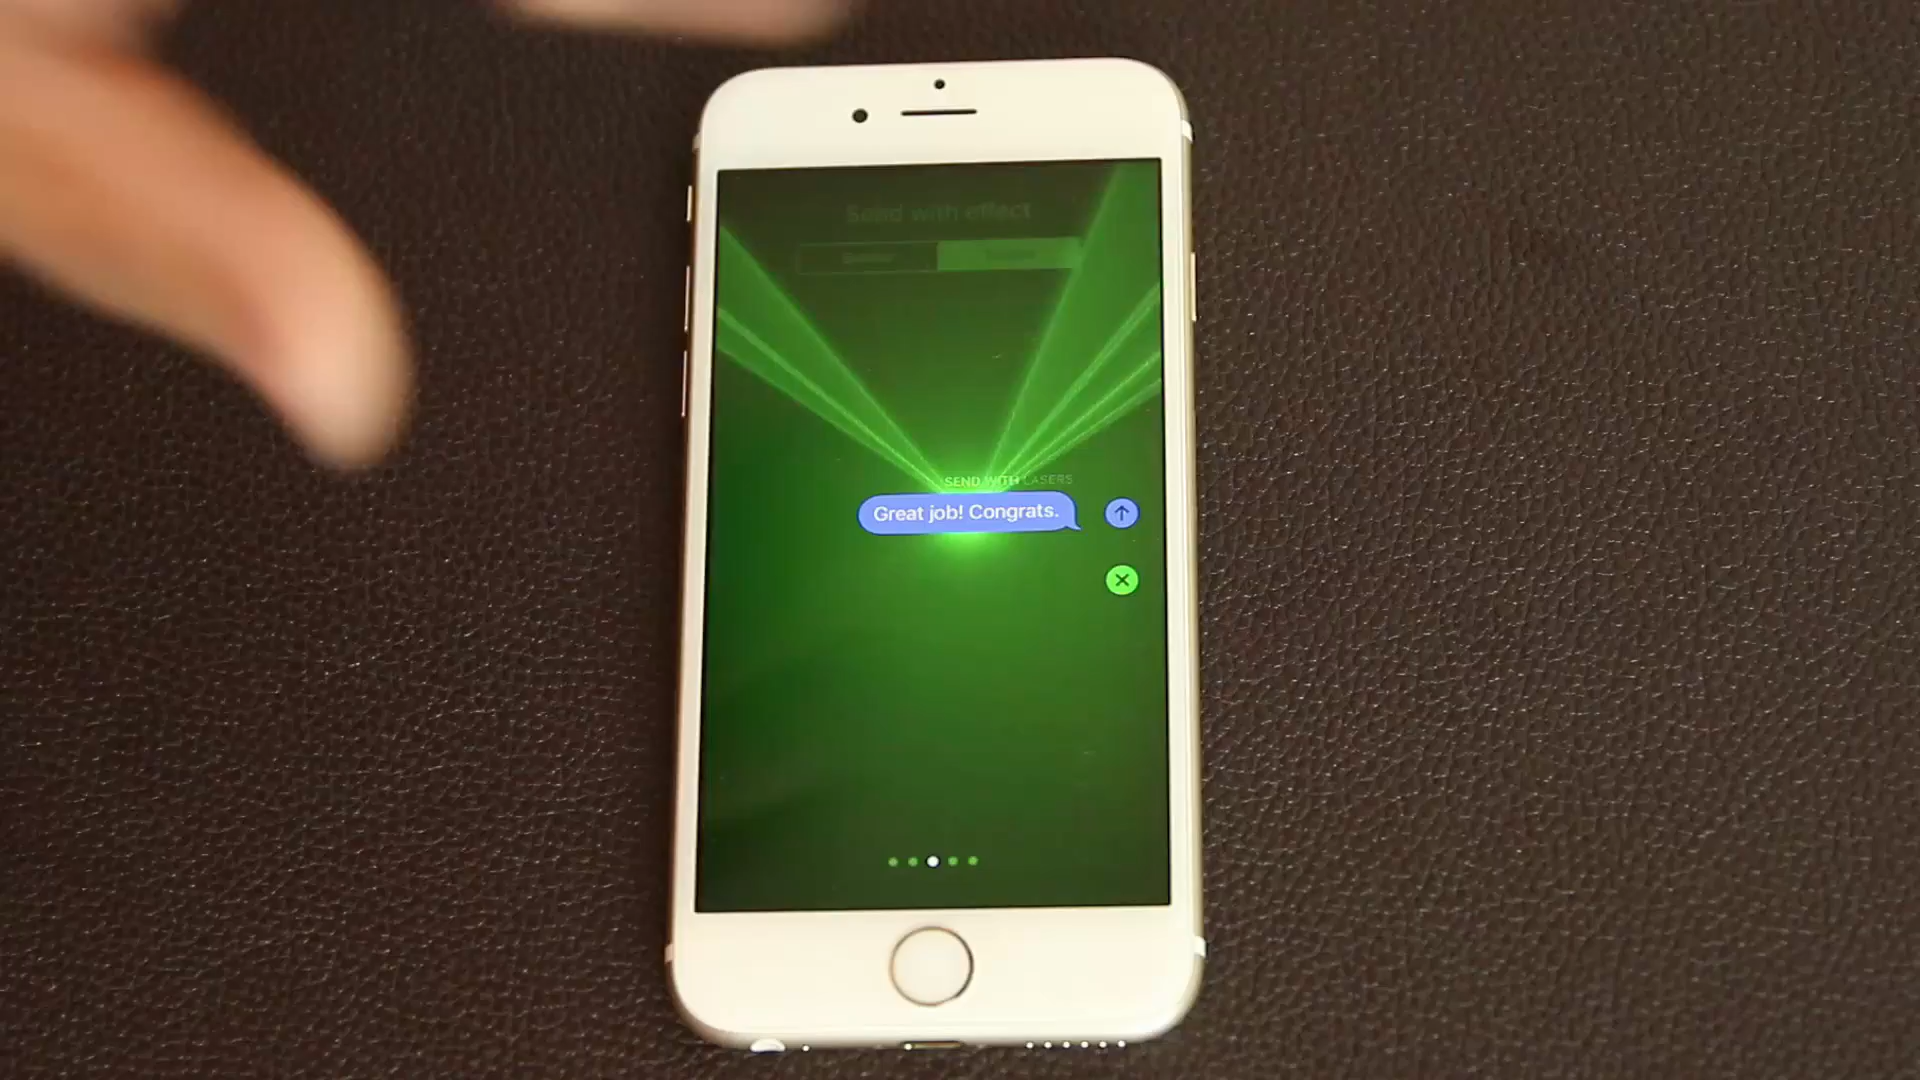 Send with effect
SEND WITH LASERS
Great job! Congrats.